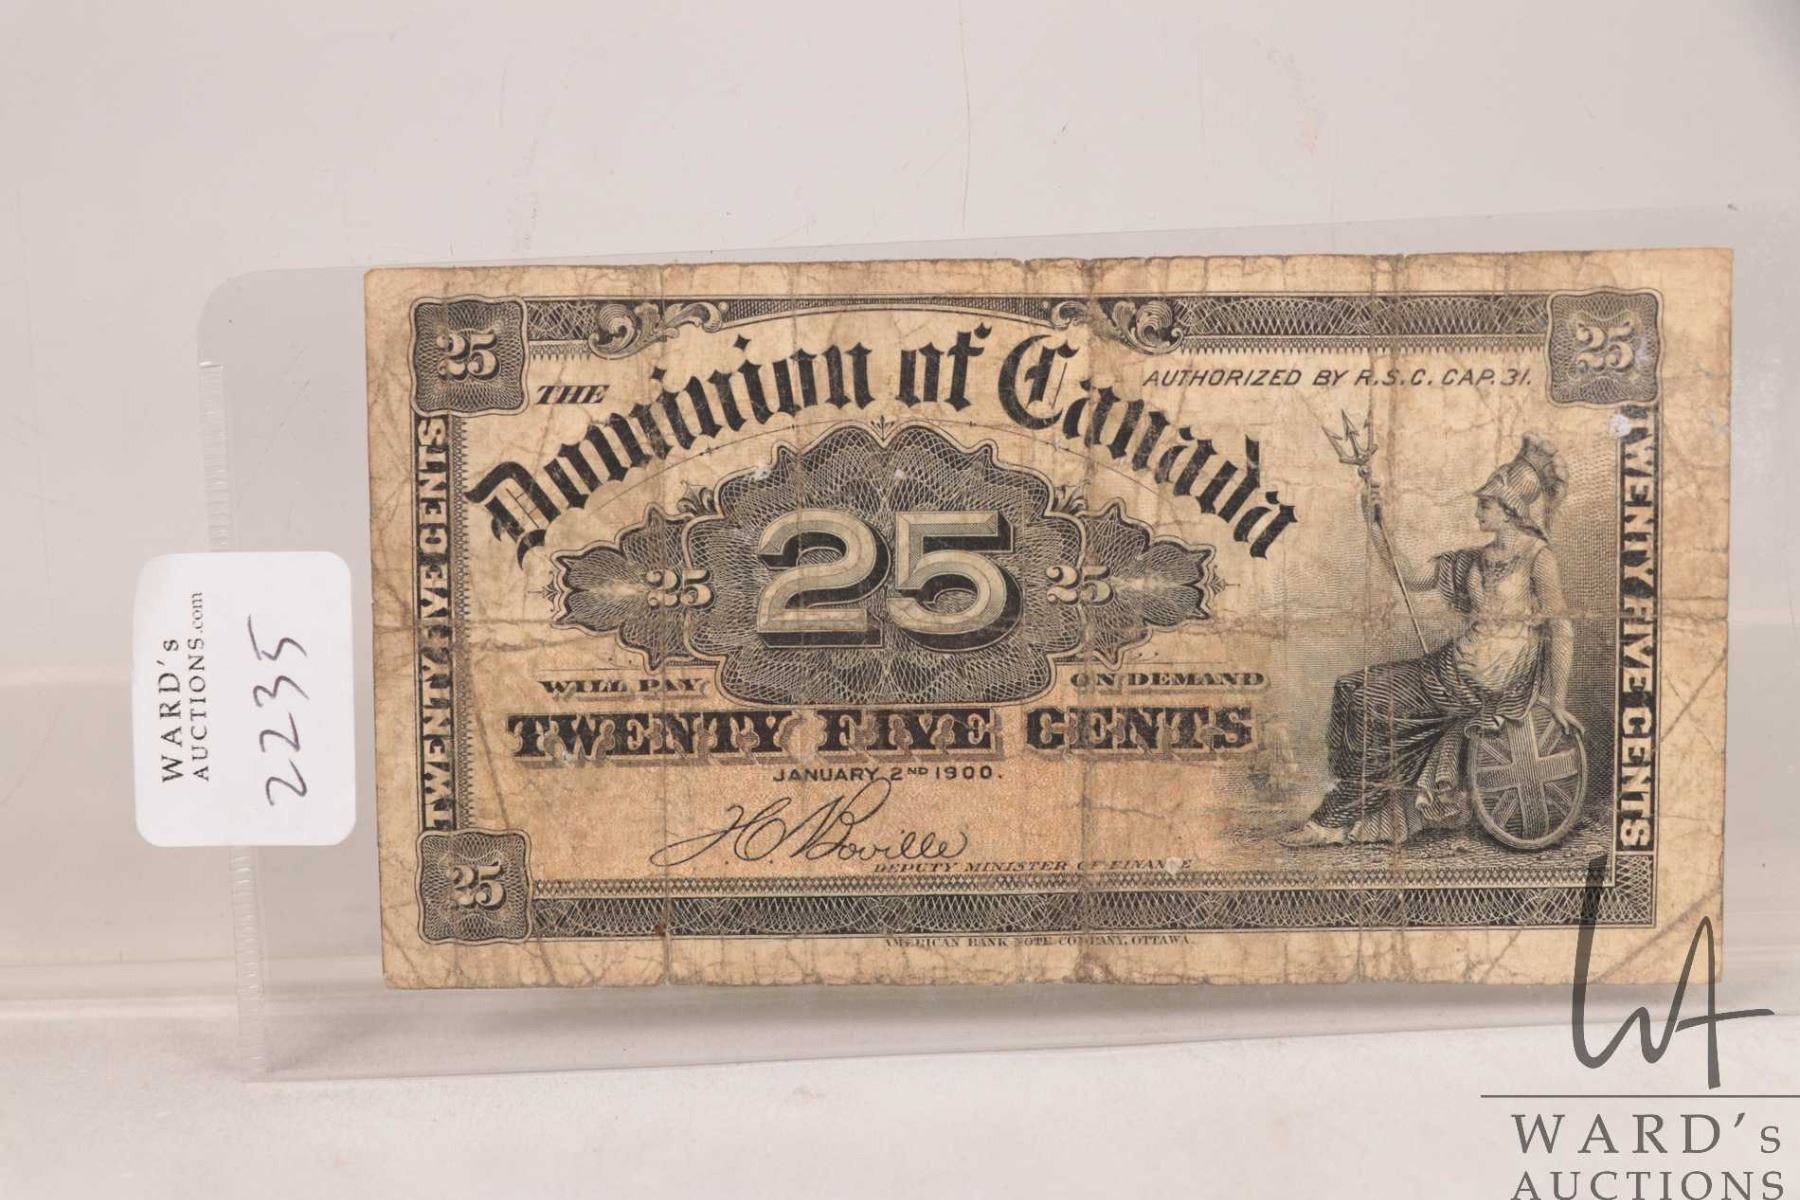 25
25
THE
Dominion of Canada
AUTHORIZED BY R.S.C. CAP. 31.
TWENTY FIVE CENTS
TWENTY FIVE CENTS
25
25
25
WILL PAY
ON DEMAND
TWENTY FIVE CENTS
JANUARY 2ND 1900.
H.C. Boville
DEPUTY MINISTER OF FINANCE
25
AMERICAN BANK NOTE COMPANY, OTTAWA.
WARD's
AUCTIONS.com
2235
WA
WARD's
AUCTIONS